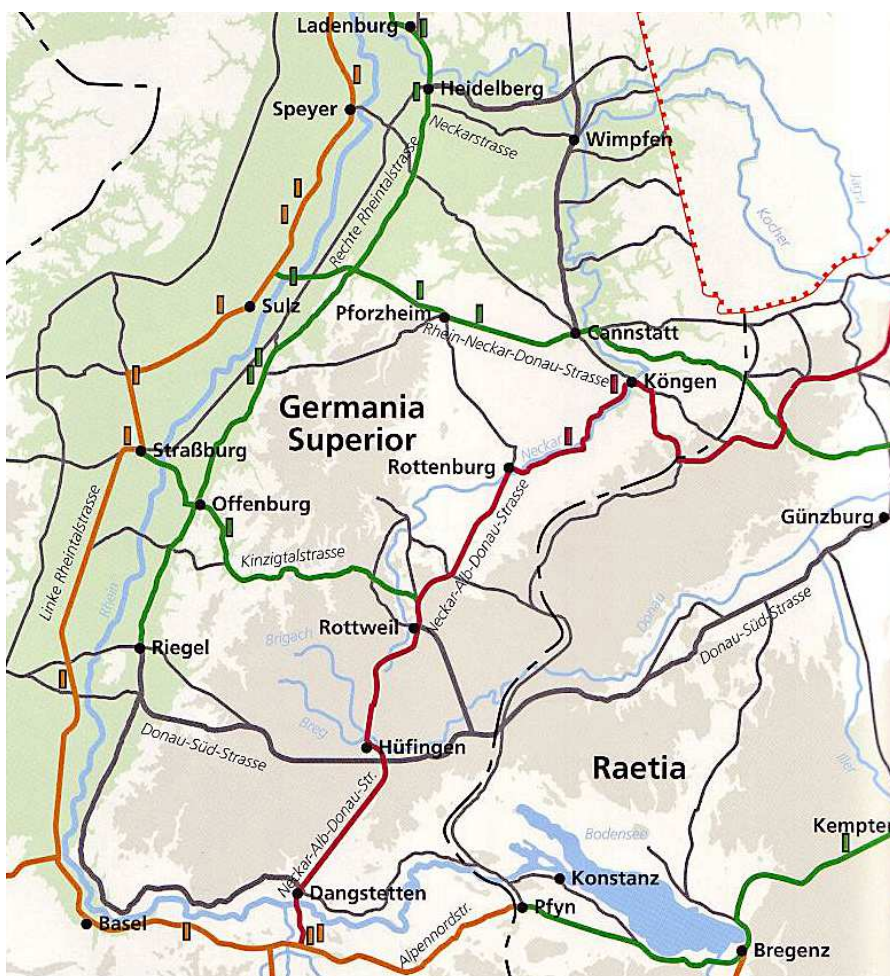 Ladenburg
Heidelberg
Speyer
Neckarstrasse
Wimpfen
Rechte Rheintalstrasse
Jagst
Kocher
Sulz
Pforzheim
Cannstatt
Rhein-Neckar-Donau-Strasse
Köngen
Germania
Superior
Straßburg
Neckar
Rottenburg
Offenburg
Günzburg
Linke Rheintalstrasse
Kinzigtalstrasse
Neckar-Alb-Donau-Strasse
Rhein
Donau
Rottweil
Brigach
Riegel
Donau-Süd-Strasse
Breg
Donau-Süd-Strasse
Hüfingen
Raetia
Iller
Neckar-Alb-Donau-Str.
Bodensee
Kempten
Dangstetten
Konstanz
Basel
Alpennordstr.
Pfyn
Bregenz